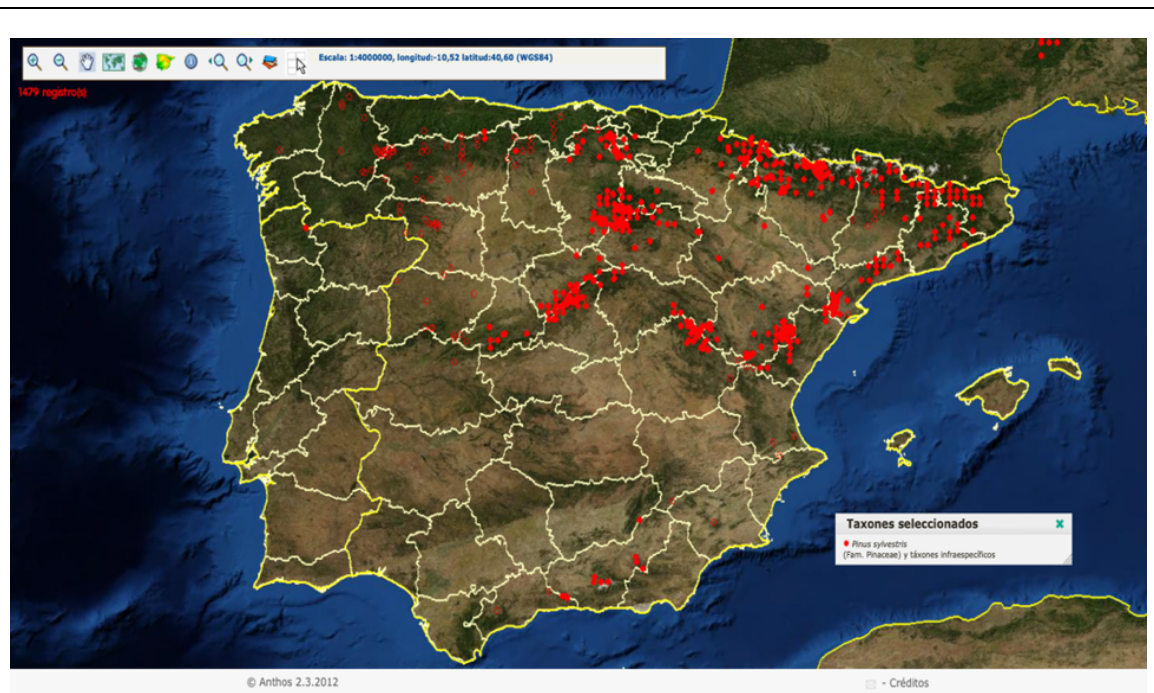 Escala: 1:4000000, longitud:-10,52 latitud:40,60 (WGS84)
1479 registro(s)
Taxones seleccionados
Pinus sylvestris
(Fam. Pinaceae) y táxones infraespecíficos
© Anthos 2.3.2012
- Créditos